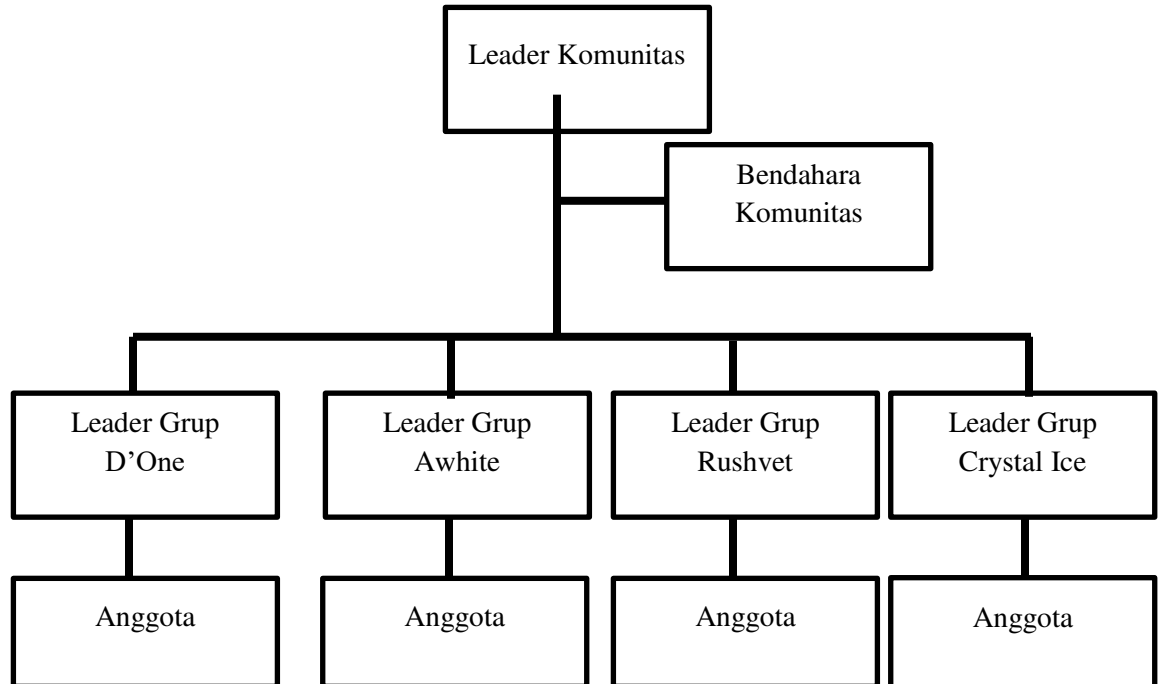 Leader Komunitas
Bendahara
Komunitas
Leader Grup
D’One
Leader Grup
Awhite
Leader Grup
Rushvet
Leader Grup
Crystal Ice
Anggota
Anggota
Anggota
Anggota